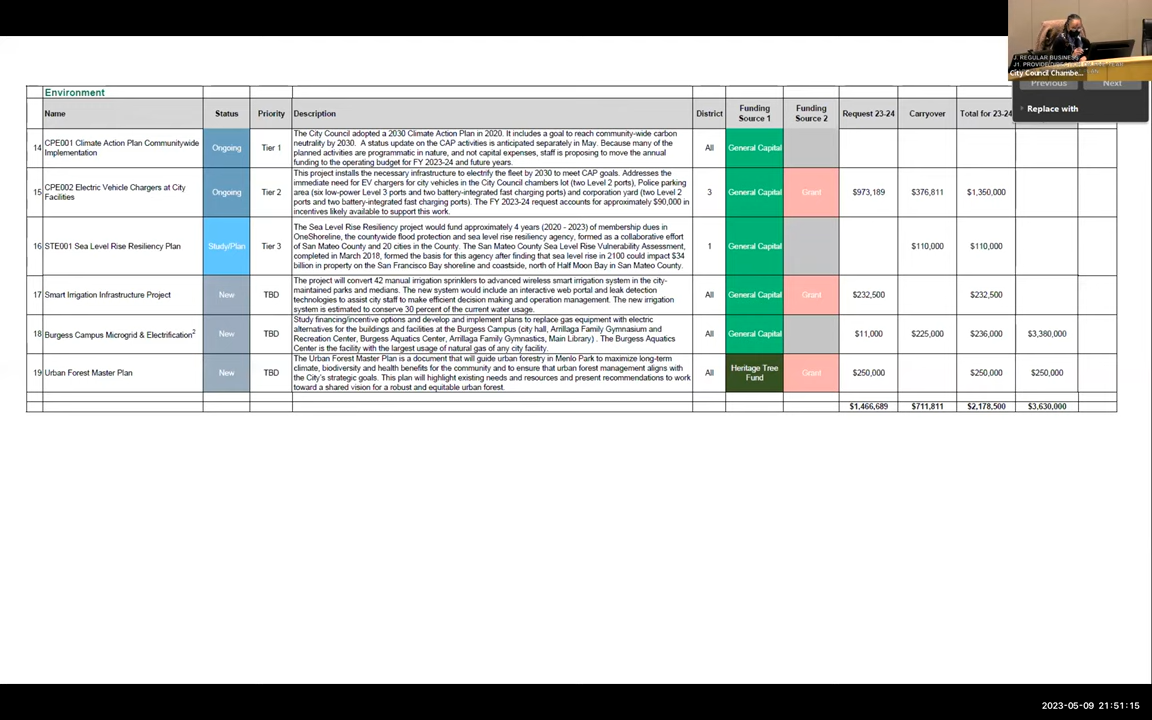 J. REGULAR BUSINESS
City Council Chambe...
Previous Next
Replace with
Environment
Name Status Priority Description District Funding Source 1 Funding Source 2 Request 23-24 Carryover Total for 23-24
14 CPE001 Climate Action Plan Communitywide Implementation Ongoing Tier 1 The City Council adopted a 2030 Climate Action Plan in 2020. It includes a goal to reach community-wide carbon
neutrality by 2030. A status update on the CAP activities is anticipated separately in May. Because many of the
planned activities are programmatic in nature, and not capital expenses, staff is proposing to move the annual
funding to the operating budget for FY 2023-24 and future years. All General Capital
15 CPE002 Electric Vehicle Chargers at City Facilities Ongoing Tier 2 This project installs the necessary infrastructure to electrify the fleet by 2030 to meet CAP goals. Addresses the
immediate need for EV chargers for city vehicles in the City Council chambers lot (two Level 2 ports), Police parking
area (six low-power Level 3 ports and two battery-integrated fast charging ports) and corporation yard (two Level 2
ports and two battery-integrated fast charging ports). The FY 2023-24 request accounts for approximately $90,000 in
incentives likely available to support this work. 3 General Capital Grant $973,189 $376,811 $1,350,000
16 STE001 Sea Level Rise Resiliency Plan Study/Plan Tier 3 The Sea Level Rise Resiliency project would fund approximately 4 years (2020 - 2023) of membership dues in
OneShoreline, the countywide flood protection and sea level rise resiliency agency, formed as a collaborative effort
of San Mateo County and 20 cities in the County. The San Mateo County Sea Level Rise Vulnerability Assessment,
completed in March 2018, formed the basis for this agency after finding that sea level rise in 2100 could impact $34
billion in property on the San Francisco Bay shoreline and coastside, north of Half Moon Bay in San Mateo County. 1 General Capital $110,000 $110,000
17 Smart Irrigation Infrastructure Project New TBD The project will convert 42 manual irrigation sprinklers to advanced wireless smart irrigation system in the city-
maintained parks and medians. The new system would include an interactive web portal and leak detection
technologies to assist city staff to make efficient decision making and operation management. The new irrigation
system is estimated to conserve 30 percent of the current water usage. All General Capital Grant $232,500 $232,500
18 Burgess Campus Microgrid & Electrification2 New TBD Study financing/incentive options and develop and implement plans to replace gas equipment with electric
alternatives for the buildings and facilities at the Burgess Campus (city hall, Arrillaga Family Gymnasium and
Recreation Center, Burgess Aquatics Center, Arrillaga Family Gymnastics, Main Library) . The Burgess Aquatics
Center is the facility with the largest usage of natural gas of any city facility. All General Capital $11,000 $225,000 $236,000 $3,380,000
19 Urban Forest Master Plan New TBD The Urban Forest Master Plan is a document that will guide urban forestry in Menlo Park to maximize long-term
climate, biodiversity and health benefits for the community and to ensure that urban forest management aligns with
the City's strategic goals. This plan will highlight existing needs and resources and present recommendations to work
toward a shared vision for a robust and equitable urban forest. All Heritage Tree Fund Grant $250,000 $250,000 $250,000
$1,466,689 $711,811 $2,178,500 $3,630,000
2023-05-09 21:51:15